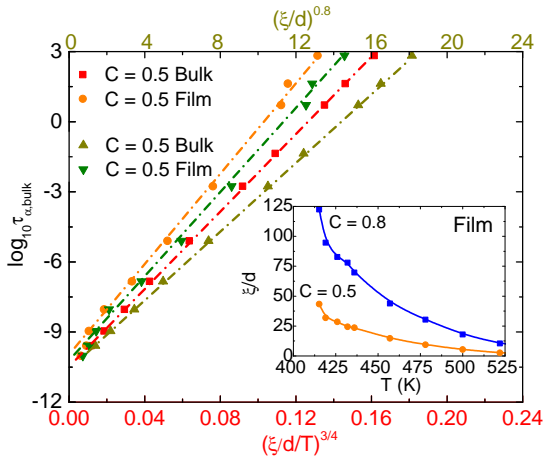 (ξ/d)^0.8
0 4 8 12 16 20 24
3
0
-3
-6
-9
-12
log₁₀ τ_α,bulk
C = 0.5 Bulk
C = 0.5 Film
C = 0.5 Bulk
C = 0.5 Film
125
100
75
50
25
0
ξ/d
Film
C = 0.8
C = 0.5
400 425 450 475 500 525
T (K)
0.00 0.04 0.08 0.12 0.16 0.20 0.24
(ξ/d/T)^3/4